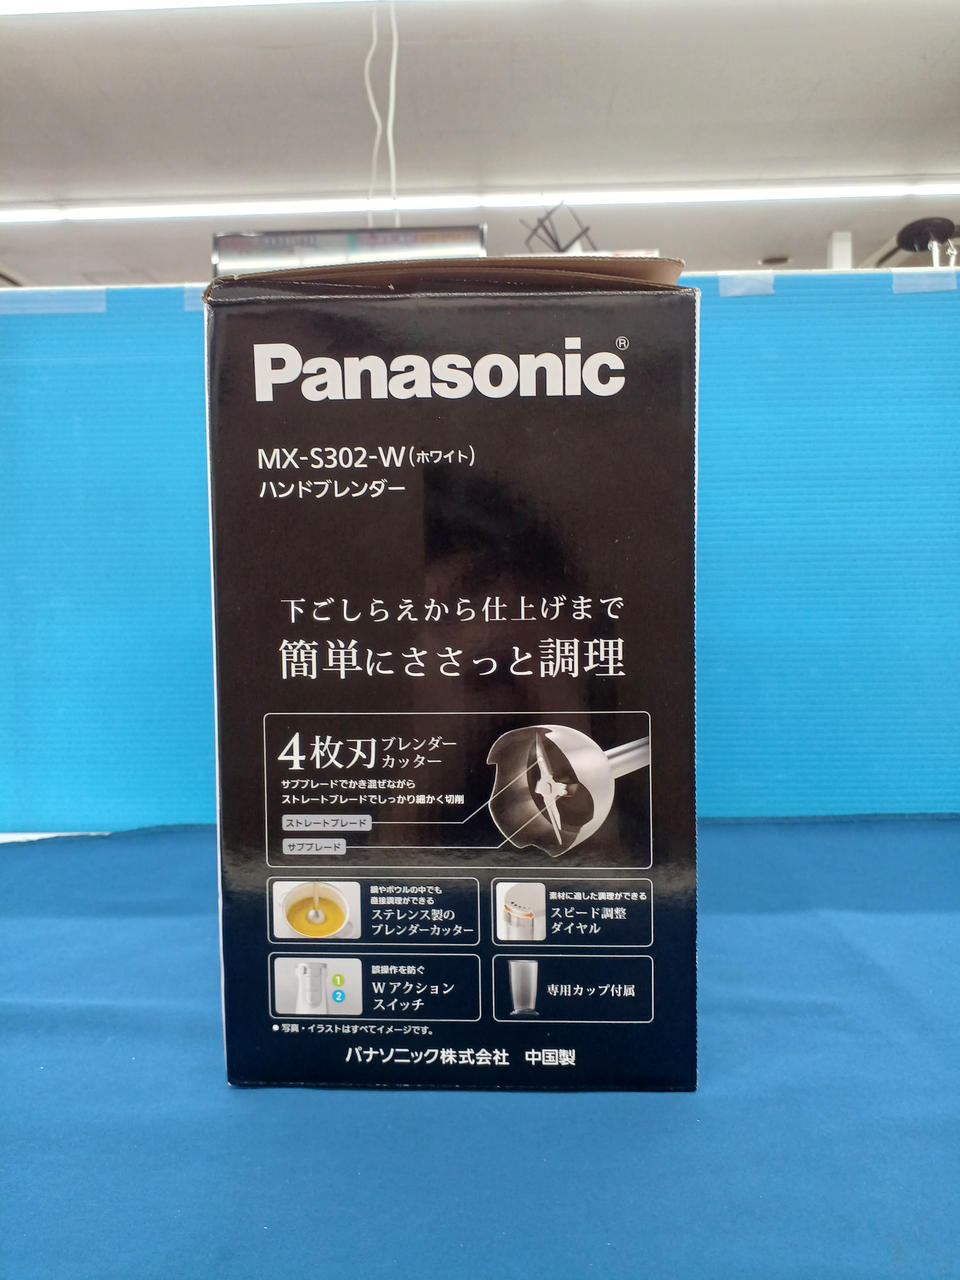 Panasonic®
MX-S302-W(ホワイト)
ハンドブレンダー
下ごしらえから仕上げまで
簡単にささっと調理
4枚刃ブレンダー
カッター
サブブレードでかき混ぜながら
ストレートブレードでしっかり細かく切削
ストレートブレード
サブブレード
鍋やボウルの中でも
直接調理ができる
ステンレス製の
ブレンダーカッター
素材に適した調理ができる
スピード調整
ダイヤル
誤操作を防ぐ
Wアクション
スイッチ
1
2
専用カップ付属
●写真・イラストはすべてイメージです。
パナソニック株式会社 中国製